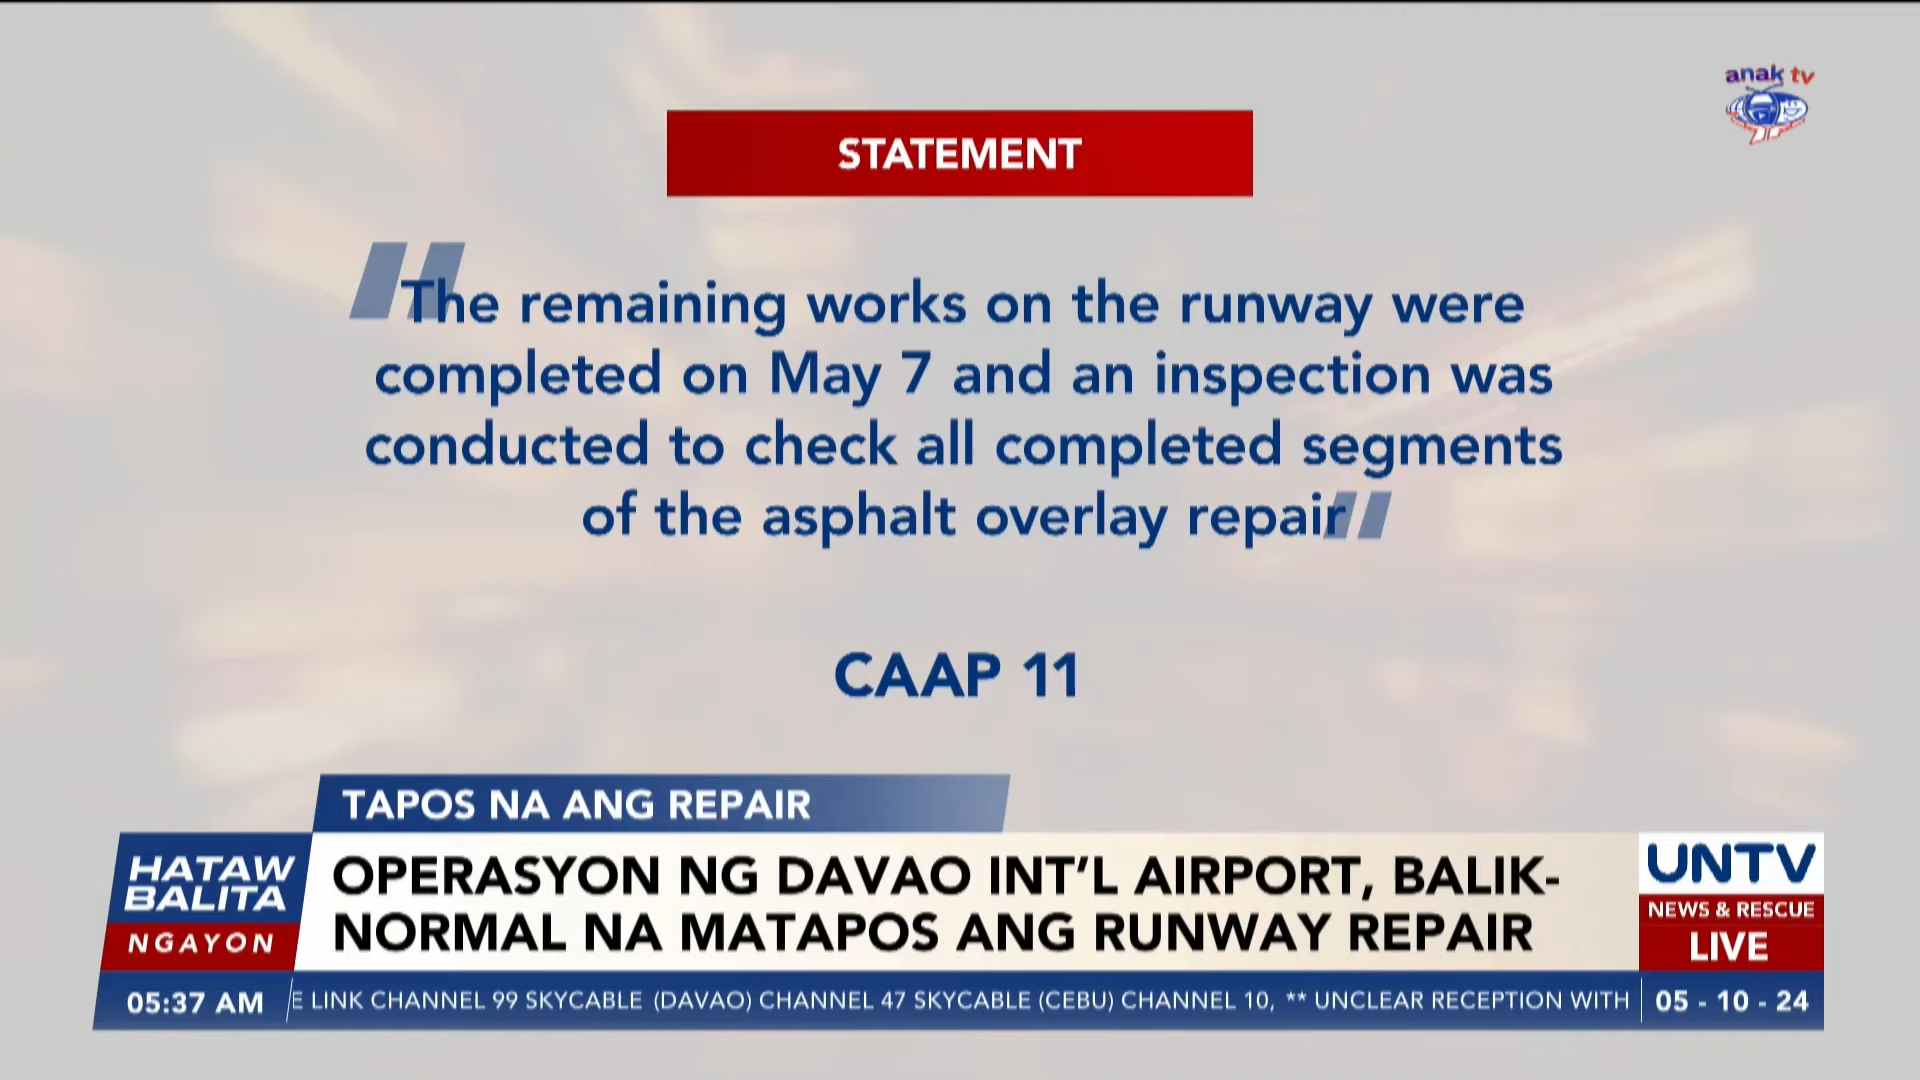 anak tv
STATEMENT
The remaining works on the runway were
completed on May 7 and an inspection was
conducted to check all completed segments
of the asphalt overlay repair
CAAP 11
TAPOS NA ANG REPAIR
HATAW
BALITA
NGAYON
OPERASYON NG DAVAO INT'L AIRPORT, BALIK-
NORMAL NA MATAPOS ANG RUNWAY REPAIR
UNTV
NEWS & RESCUE
LIVE
05:37 AM
E LINK CHANNEL 99 SKYCABLE (DAVAO) CHANNEL 47 SKYCABLE (CEBU) CHANNEL 10, ** UNCLEAR RECEPTION WITH
05 - 10 - 24